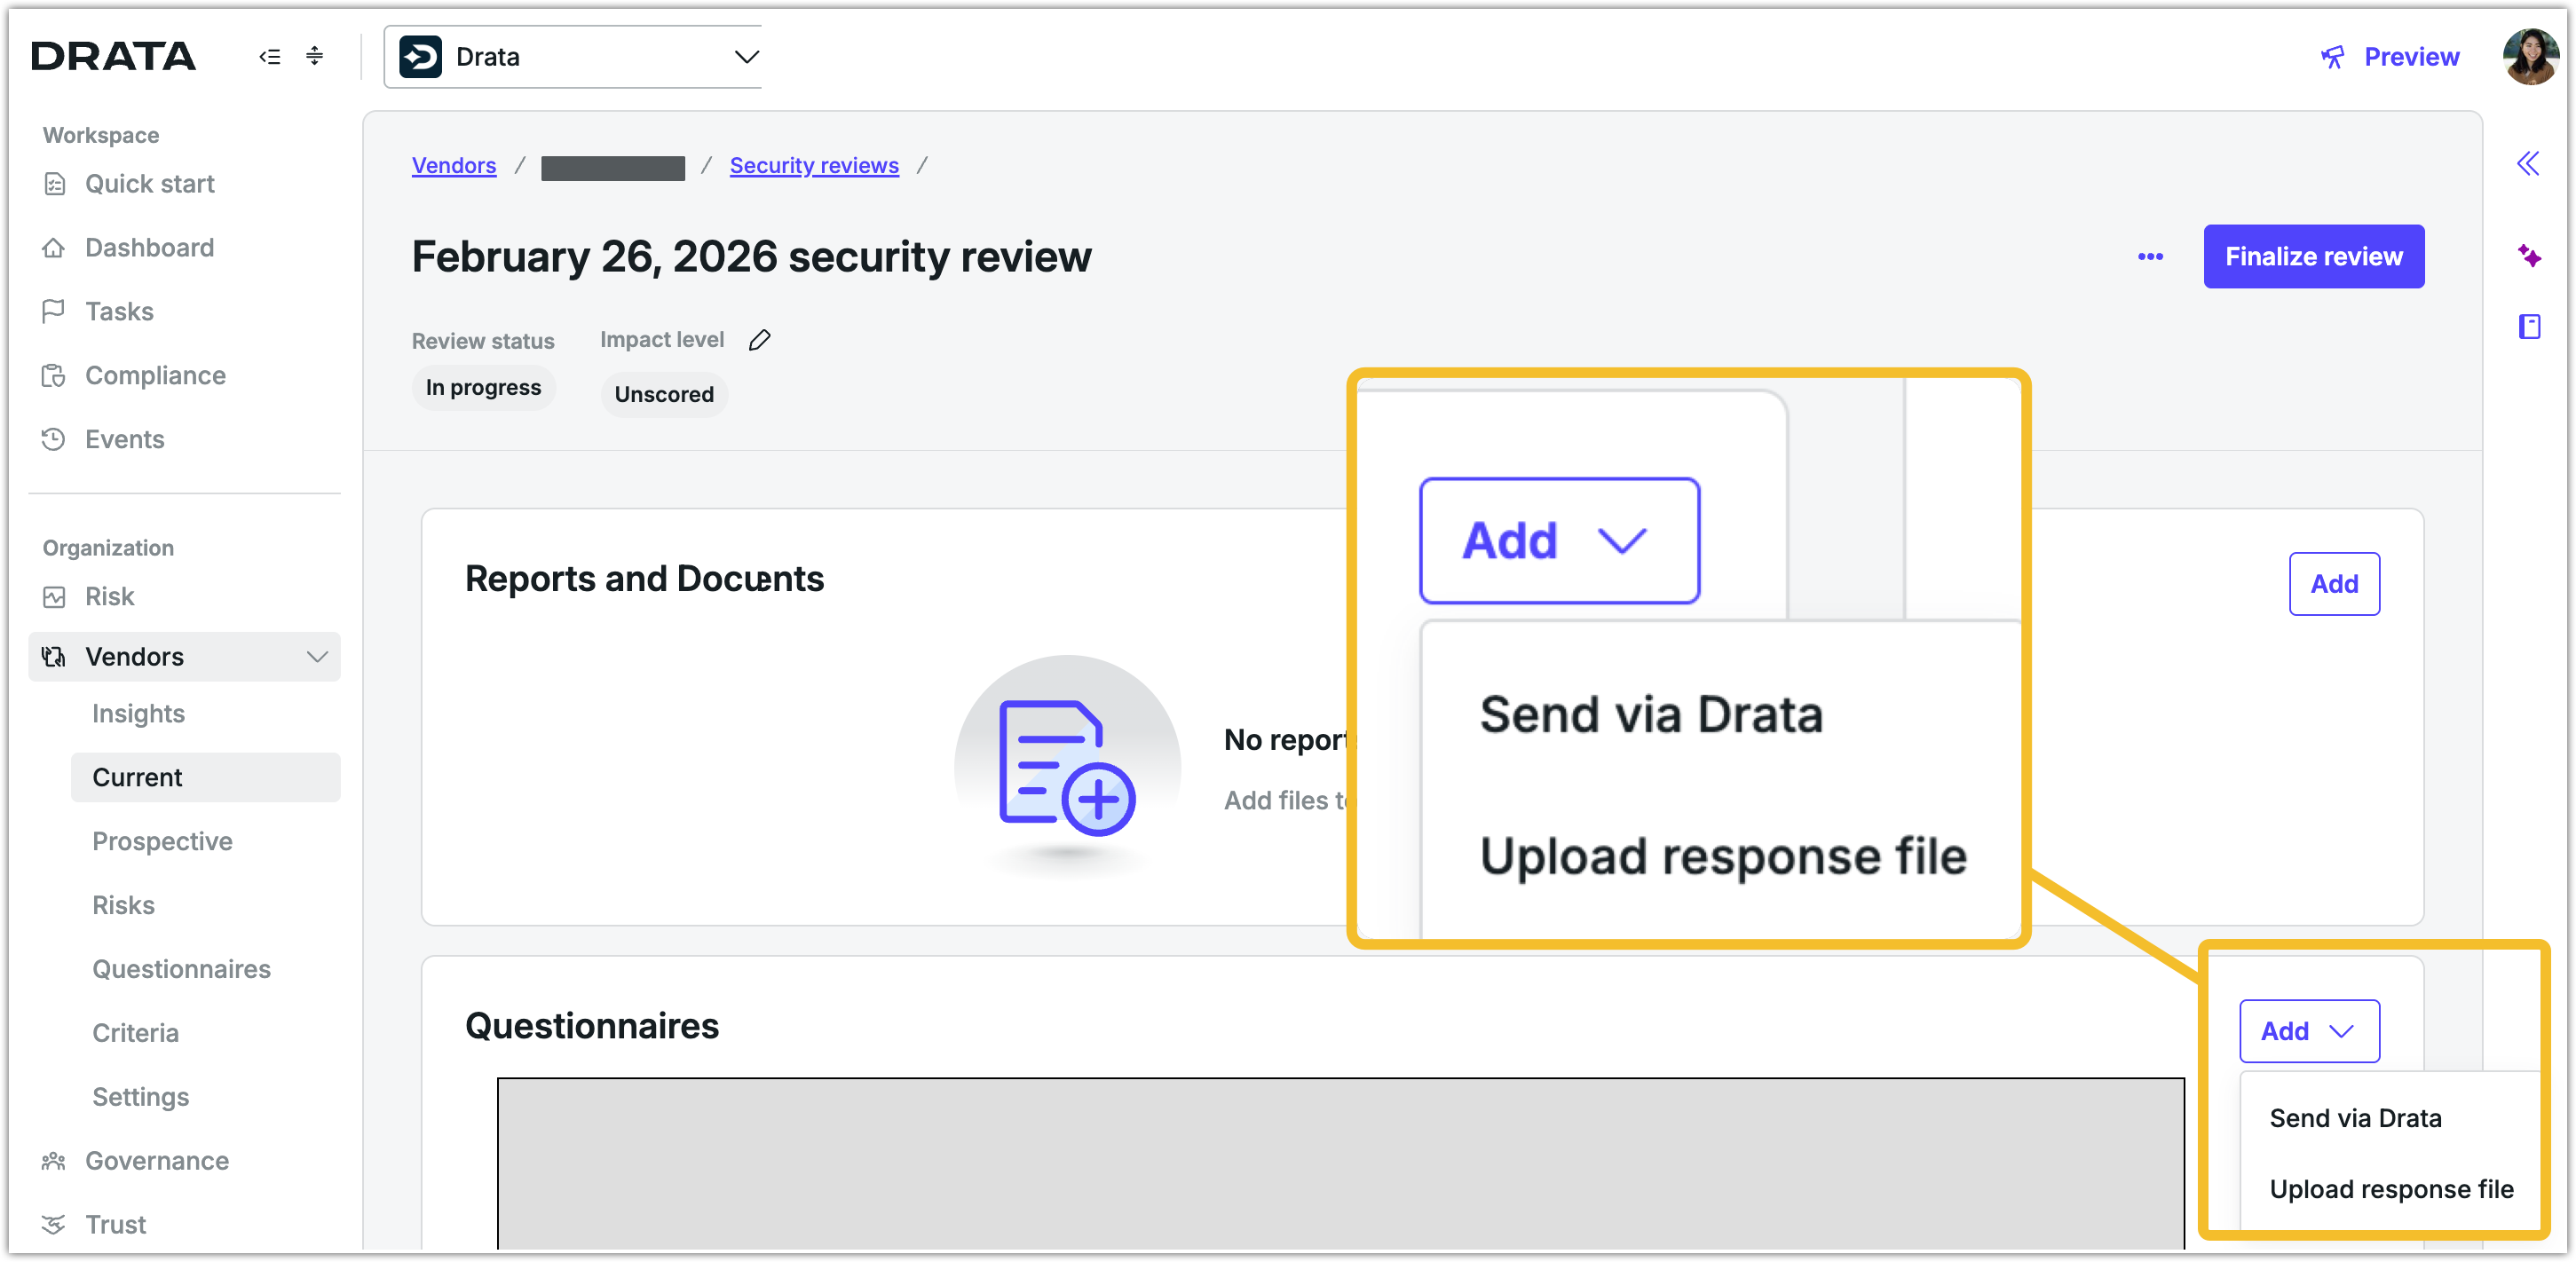 DRATA
Drata
Preview
Workspace
Quick start
Dashboard
Tasks
Compliance
Events
Organization
Risk
Vendors
Insights
Current
Prospective
Risks
Questionnaires
Criteria
Settings
Governance
Trust
Vendors / / Security reviews /
February 26, 2026 security review
Finalize review
Review status
In progress
Impact level
Unscored
Reports and Docuents
Add
No report
Add files
Add
Send via Drata
Upload response file
Questionnaires
Add
Send via Drata
Upload response file